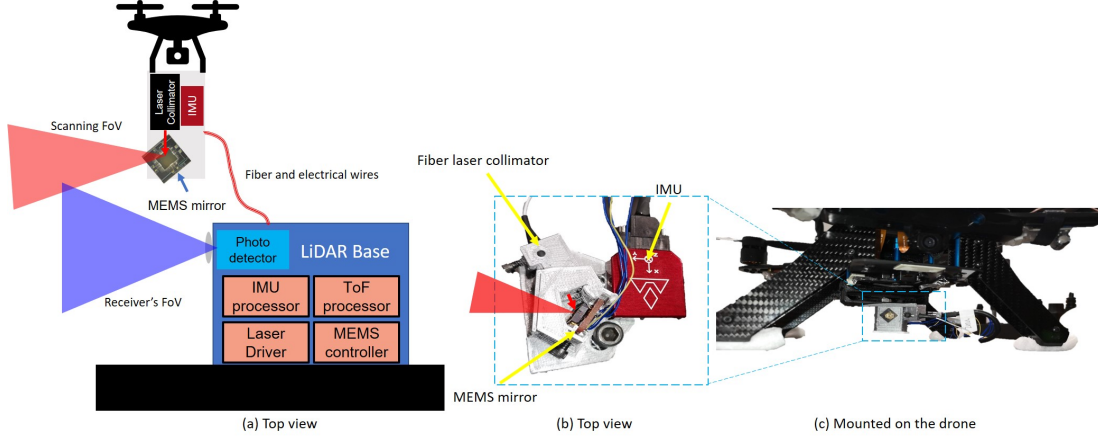 Laser
Collimator
IMU
Scanning FoV
Fiber and electrical wires
MEMS mirror
Photo
detector
LiDAR Base
Receiver's FoV
IMU
processor
ToF
processor
Laser
Driver
MEMS
controller
(a) Top view
Fiber laser collimator
IMU
MEMS mirror
(b) Top view
(c) Mounted on the drone